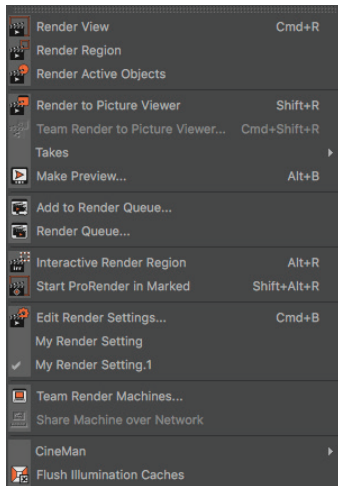 Render View Cmd+R
Render Region
Render Active Objects
Render to Picture Viewer Shift+R
Team Render to Picture Viewer... Cmd+Shift+R
Takes
Make Preview... Alt+B
Add to Render Queue...
Render Queue...
Interactive Render Region Alt+R
Start ProRender in Marked Shift+Alt+R
Edit Render Settings... Cmd+B
My Render Setting
My Render Setting.1
Team Render Machines...
Share Machine over Network
CineMan
Flush Illumination Caches